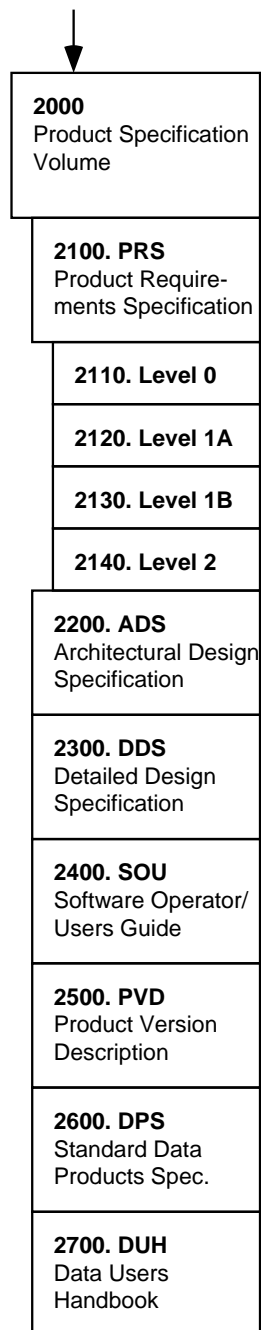 2000
Product Specification
Volume
2100. PRS
Product Require-
ments Specification
2110. Level 0
2120. Level 1A
2130. Level 1B
2140. Level 2
2200. ADS
Architectural Design
Specification
2300. DDS
Detailed Design
Specification
2400. SOU
Software Operator/
Users Guide
2500. PVD
Product Version
Description
2600. DPS
Standard Data
Products Spec.
2700. DUH
Data Users
Handbook